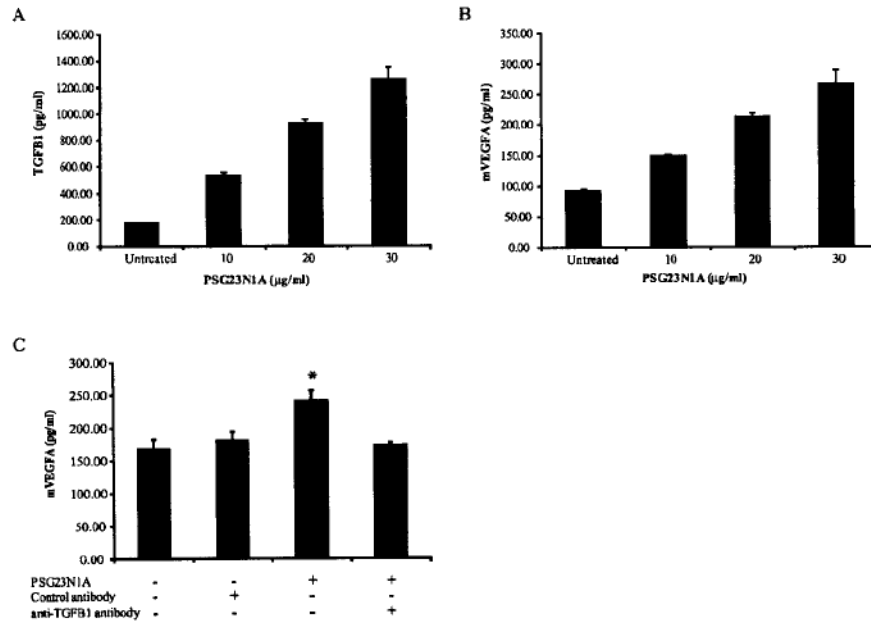 A
TGFB1 (pg/ml)
1600.00
1400.00
1200.00
1000.00
800.00
600.00
400.00
200.00
0.00
Untreated 10 20 30
PSG23N1A (µg/ml)
B
mVEGFA (pg/ml)
350.00
300.00
250.00
200.00
150.00
100.00
50.00
0.00
Untreated 10 20 30
PSG23N1A (µg/ml)
C
mVEGFA (pg/ml)
300.00
250.00
200.00
150.00
100.00
50.00
0.00
*
PSG23N1A - - + +
Control antibody - + - -
anti-TGFB1 antibody - - - +